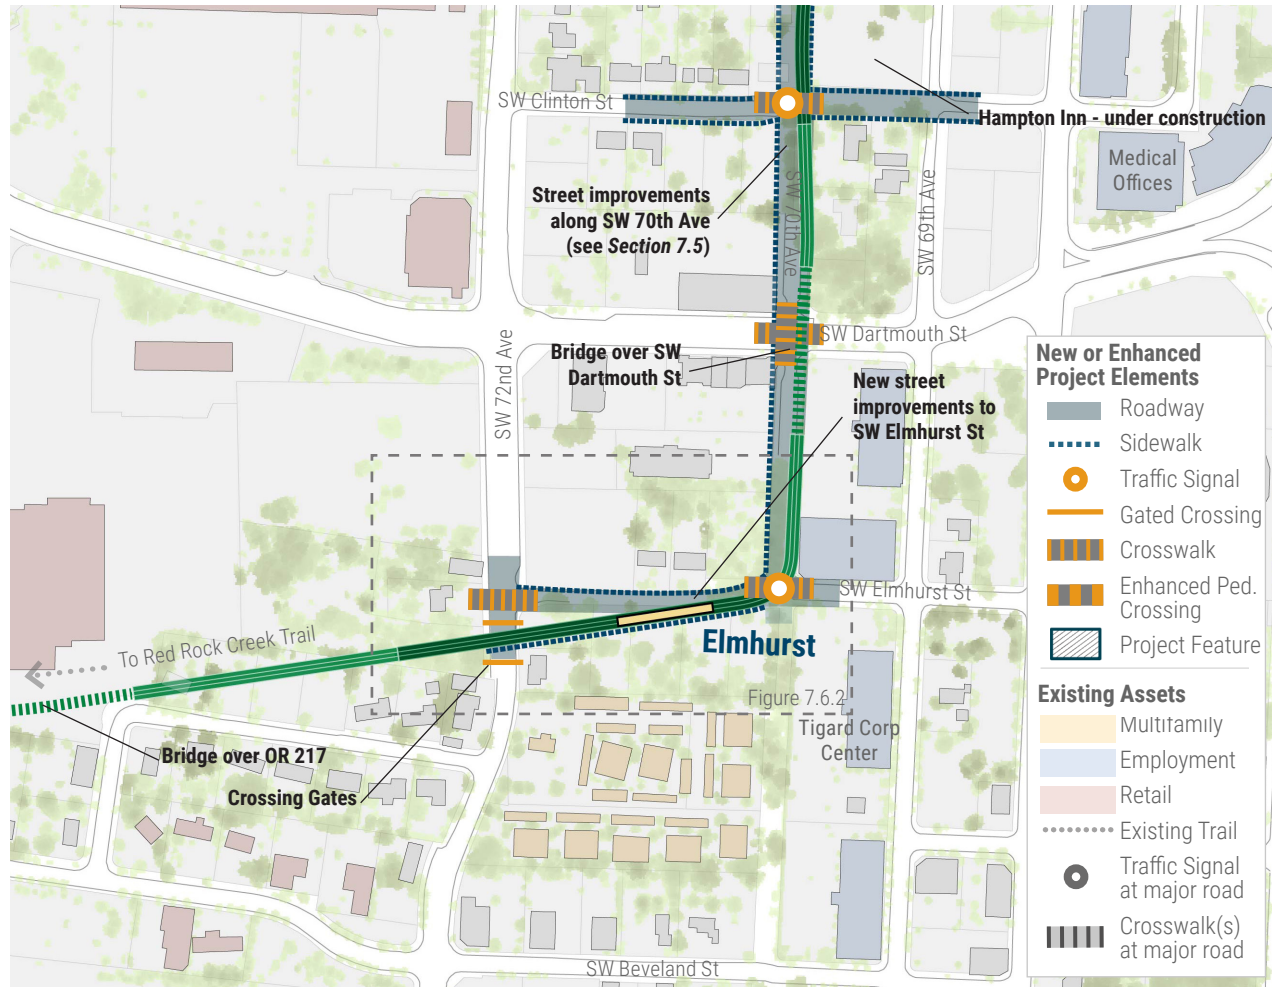 SW Clinton St
Hampton Inn - under construction
Medical
Offices
Street improvements
along SW 70th Ave
(see Section 7.5)
SW 70th Ave
SW 69th Ave
SW Dartmouth St
Bridge over SW
Dartmouth St
SW 72nd Ave
New street
improvements to
SW Elmhurst St
SW Elmhurst St
Elmhurst
To Red Rock Creek Trail
Figure 7.6.2
Tigard Corp
Center
Bridge over OR 217
Crossing Gates
SW Beveland St
New or Enhanced
Project Elements
Roadway
Sidewalk
Traffic Signal
Gated Crossing
Crosswalk
Enhanced Ped.
Crossing
Project Feature
Existing Assets
Multifamily
Employment
Retail
Existing Trail
Traffic Signal
at major road
Crosswalk(s)
at major road